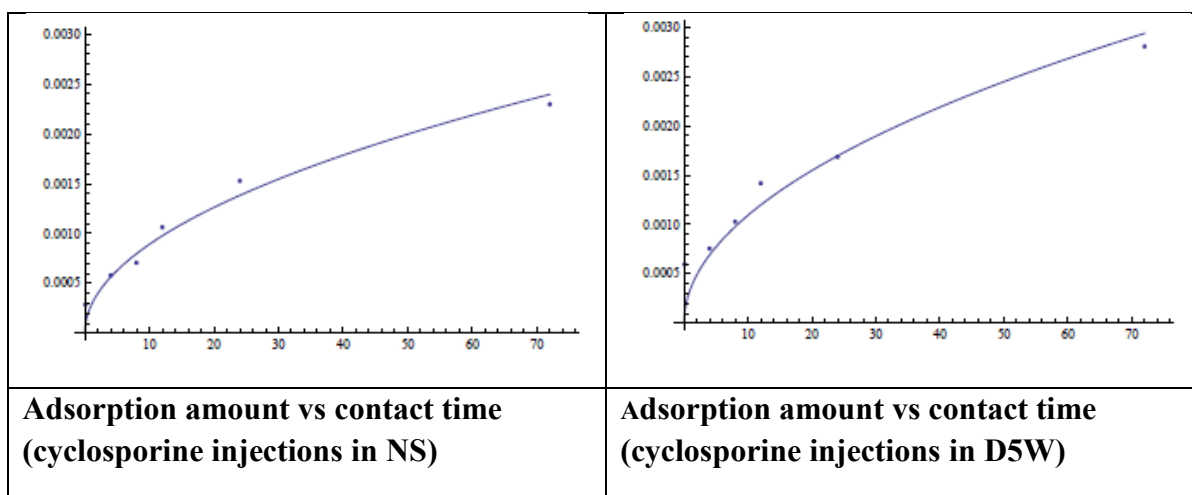 0.0030
0.0025
0.0020
0.0015
0.0010
0.0005
10 20 30 40 50 60 70
0.0030
0.0025
0.0020
0.0015
0.0010
0.0005
10 20 30 40 50 60 70
Adsorption amount vs contact time
(cyclosporine injections in NS)
Adsorption amount vs contact time
(cyclosporine injections in D5W)